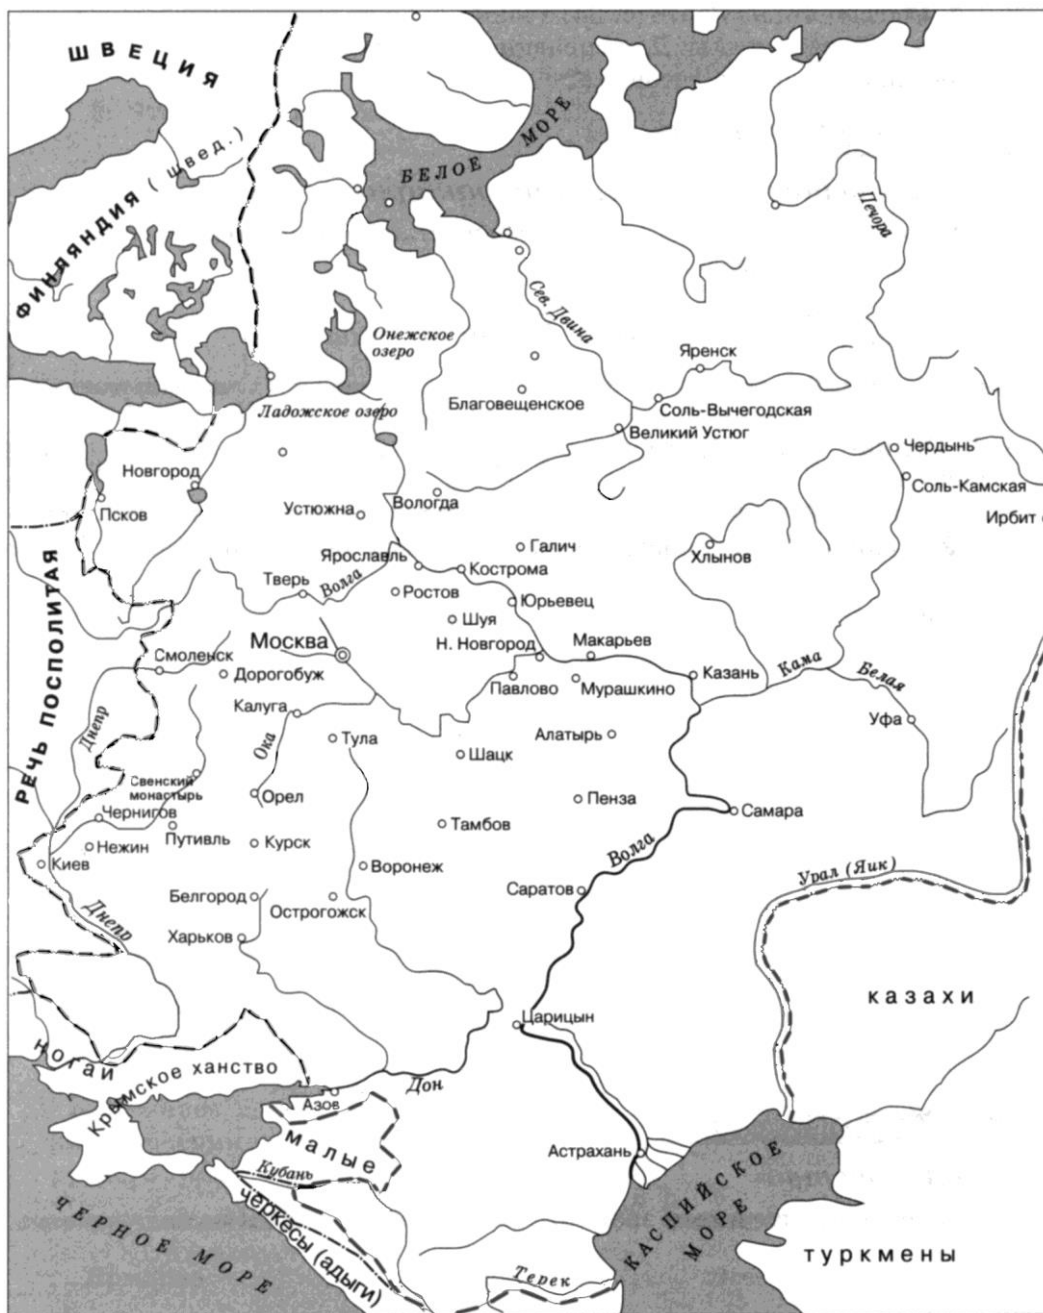 ШВЕЦИЯ
ФИНЛЯНДИЯ (швед.)
БЕЛОЕ МОРЕ
Печора
Сев. Двина
Онежское
озеро
Яренск
Благовещенское
Соль-Вычегодская
Ладожское озеро
Великий Устюг
Чердынь
Новгород
Соль-Камская
Псков
Устюжна
Вологда
Ирбит
Галич
Хлынов
Ярославль
Кострома
Тверь
Волга
Ростов
Юрьевец
Шуя
РЕЧЬ ПОСПОЛИТАЯ
Москва
Н. Новгород
Макарьев
Смоленск
Дорогобуж
Павлово
Мурашкино
Казань
Кама
Белая
Калуга
Днепр
Ока
Тула
Алатырь
Уфа
Шацк
Свенский
монастырь
Орел
Пенза
Самара
Чернигов
Путивль
Тамбов
Нежин
Курск
Киев
Воронеж
Волга
Урал (Яик)
Белгород
Острогожск
Саратов
Днепр
Харьков
казахи
Царицын
ногаи
Крымское ханство
Дон
Азов
малые
Астрахань
Кубань
черкесы (адыги)
КАСПИЙСКОЕ
МОРЕ
ЧЕРНОЕ МОРЕ
Терек
туркмены